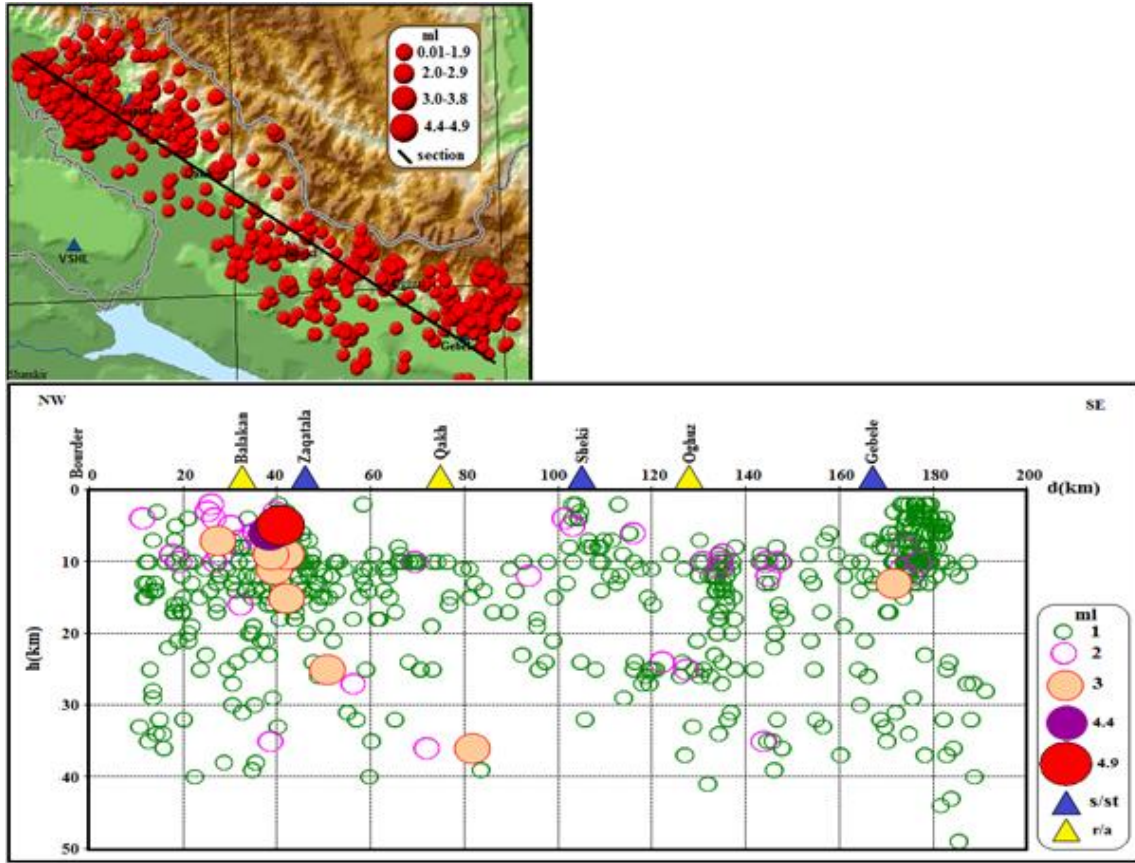 ml
0.01-1.9
2.0-2.9
3.0-3.8
4.4-4.9
section
VSHL
Gebele
Shamkir
NW
SE
Bourder
Balakan
Zaqatala
Qakh
Sheki
Oghuz
Gebele
0 20 40 60 80 100 120 140 160 180 200
d(km)
0
10
20
30
40
50
h(km)
ml
1
2
3
4.4
4.9
s/st
r/a